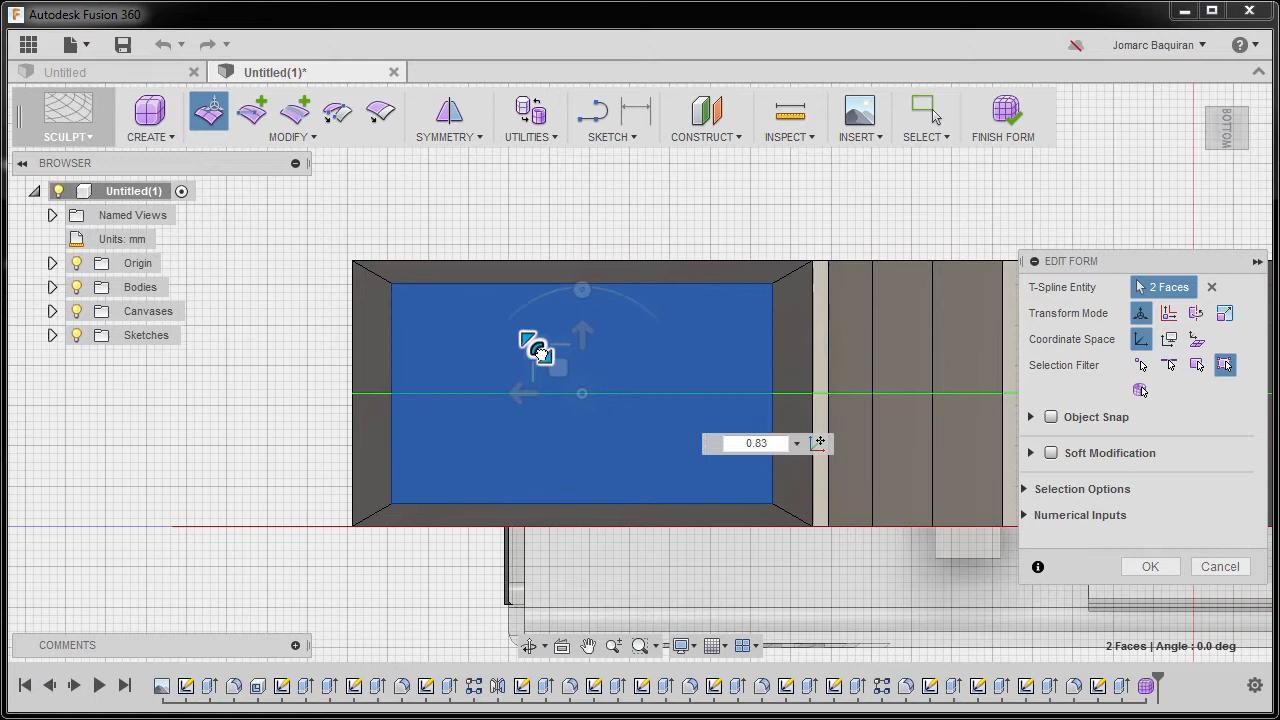 Autodesk Fusion 360
Jomarc Baquiran
Untitled
Untitled(1)*
SCULPT
CREATE
MODIFY
SYMMETRY
UTILITIES
SKETCH
CONSTRUCT
INSPECT
INSERT
SELECT
FINISH FORM
BOTTOM
BROWSER
Untitled(1)
Named Views
Units: mm
Origin
Bodies
Canvases
Sketches
EDIT FORM
T-Spline Entity
2 Faces
Transform Mode
Coordinate Space
Selection Filter
Object Snap
Soft Modification
Selection Options
Numerical Inputs
OK
Cancel
0.83
COMMENTS
2 Faces | Angle : 0.0 deg